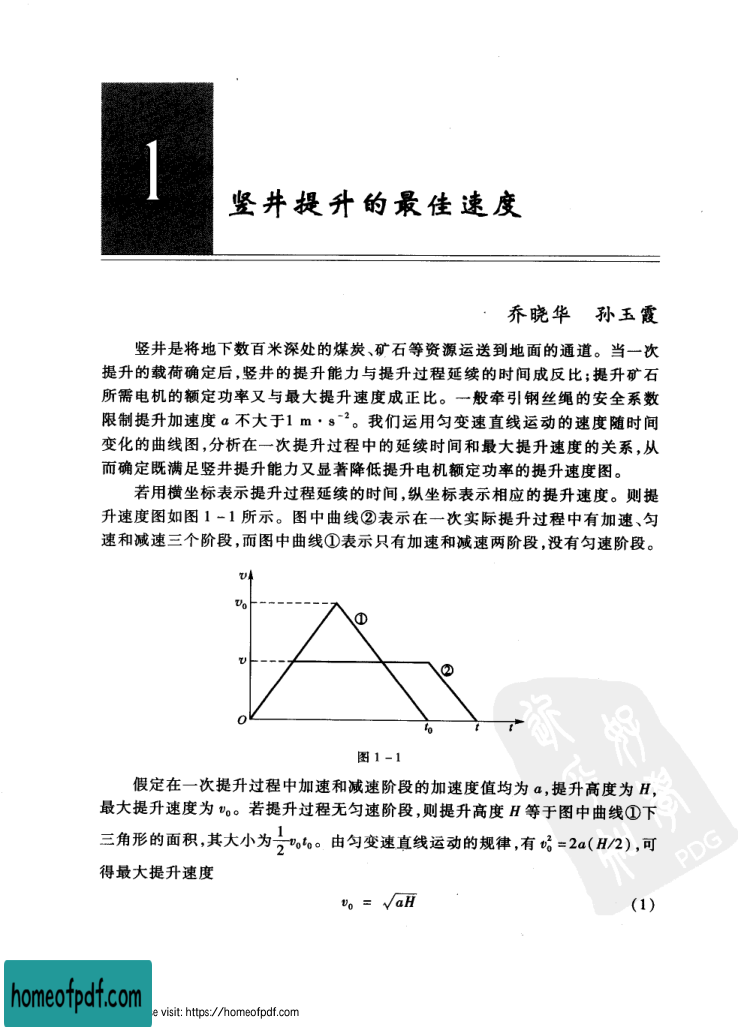 1
竖井提升的最佳速度
乔晓华 孙玉霞
竖井是将地下数百米深处的煤炭、矿石等资源运送到地面的通道。当一次
提升的载荷确定后,竖井的提升能力与提升过程延续的时间成反比;提升矿石
所需电机的额定功率又与最大提升速度成正比。一般牵引钢丝绳的安全系数
限制提升加速度 a 不大于1 m·s⁻²。我们运用匀变速直线运动的速度随时间
变化的曲线图,分析在一次提升过程中的延续时间和最大提升速度的关系,从
而确定既满足竖井提升能力又显著降低提升电机额定功率的提升速度图。
若用横坐标表示提升过程延续的时间,纵坐标表示相应的提升速度。则提
升速度图如图 1-1 所示。图中曲线②表示在一次实际提升过程中有加速、匀
速和减速三个阶段,而图中曲线①表示只有加速和减速两阶段,没有匀速阶段。
v
v₀
①
v
②
O
t₀
t
t
图 1-1
假定在一次提升过程中加速和减速阶段的加速度值均为 a,提升高度为 H,
最大提升速度为 v₀。若提升过程无匀速阶段,则提升高度 H 等于图中曲线①下
三角形的面积,其大小为 1/2 v₀t₀。由匀变速直线运动的规律,有 v₀² = 2a(H/2),可
得最大提升速度
v₀ = √aH (1)
PDG
homeofpdf.com
e visit: https://homeofpdf.com